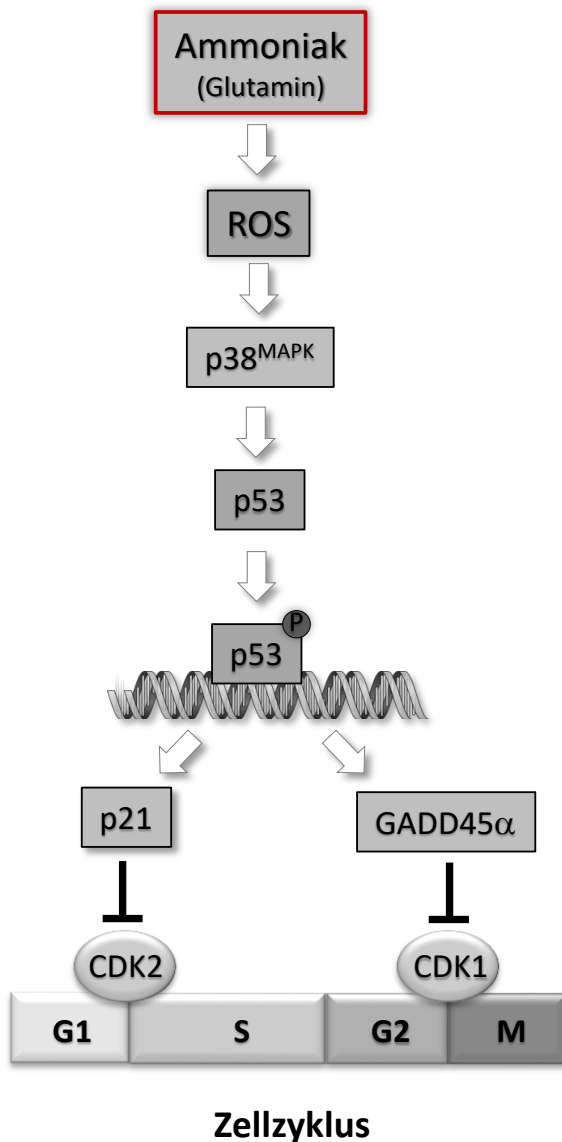 Ammoniak
(Glutamin)
ROS
p38MAPK
p53
P
p53
p21
GADD45α
CDK2
CDK1
G1
S
G2
M
Zellzyklus